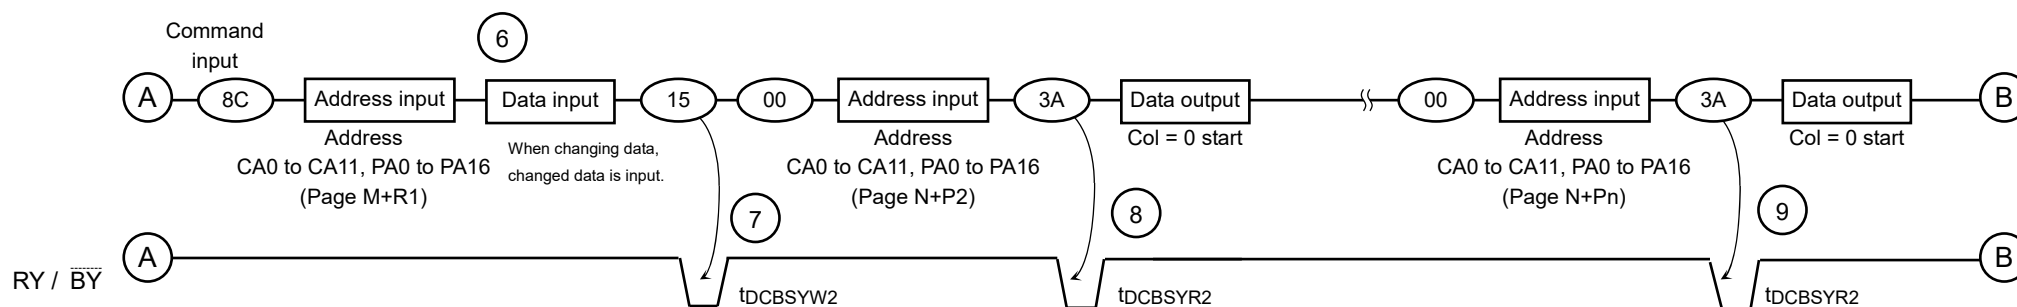 Command
input
6
A
8C
Address input
Data input
15
00
Address input
3A
Data output
00
Address input
3A
Data output
B
Address
CA0 to CA11, PA0 to PA16
(Page M+R1)
When changing data,
changed data is input.
Address
CA0 to CA11, PA0 to PA16
(Page N+P2)
Col = 0 start
Address
CA0 to CA11, PA0 to PA16
(Page N+Pn)
Col = 0 start
7
8
9
A
B
RY / BY
tDCBSYW2
tDCBSYR2
tDCBSYR2